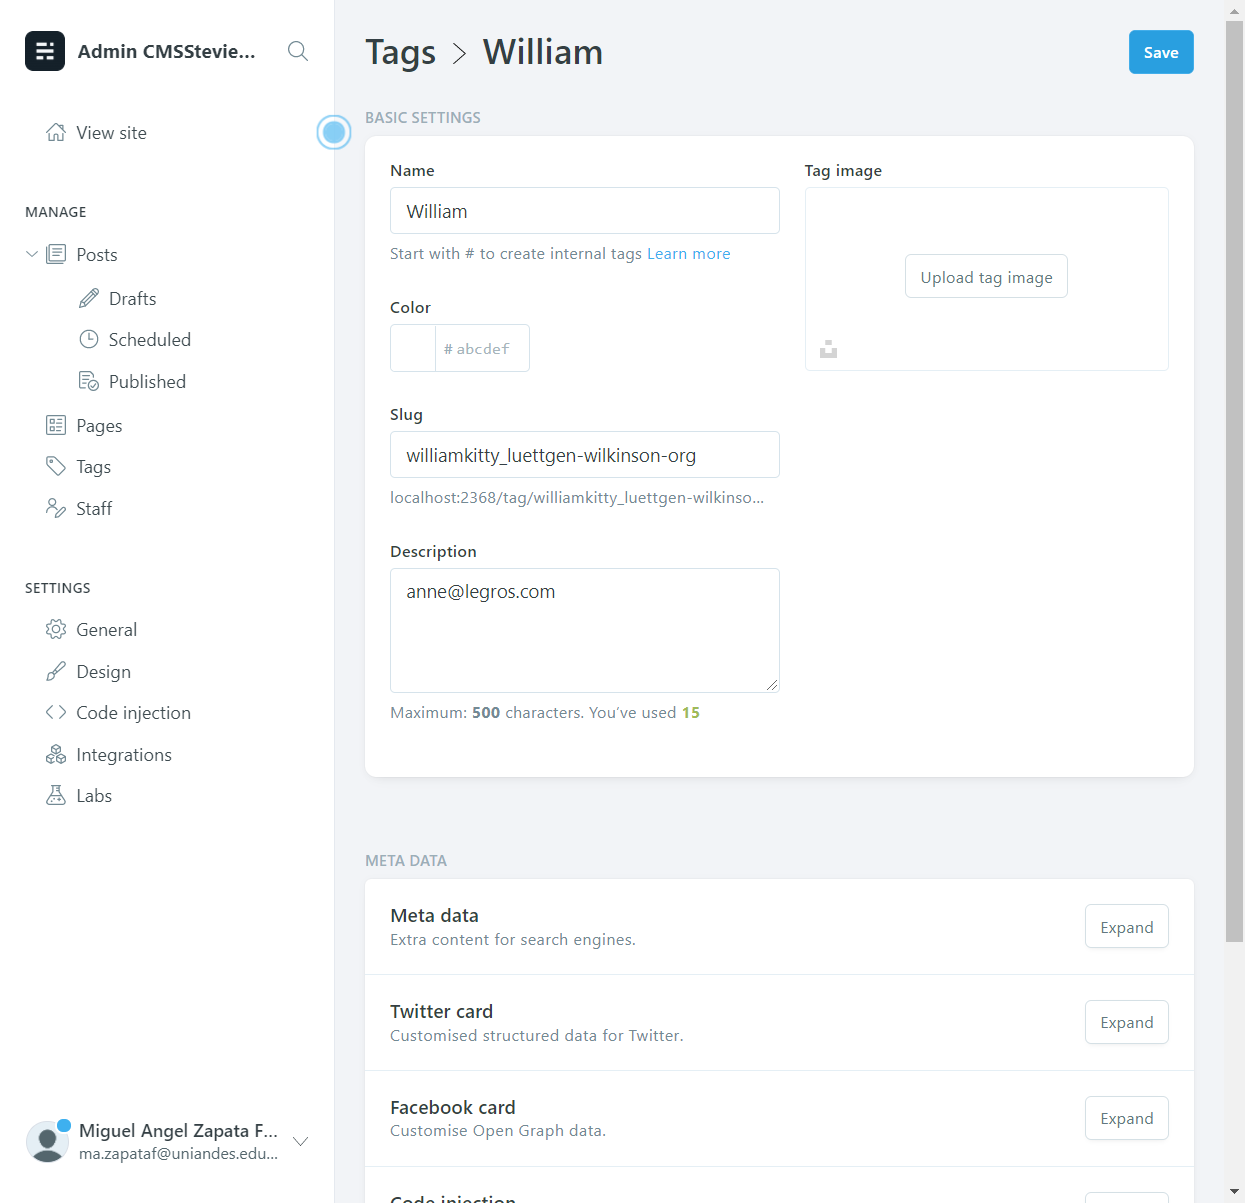 Admin CMSStevie...
View site
MANAGE
Posts
Drafts
Scheduled
Published
Pages
Tags
Staff
SETTINGS
General
Design
Code injection
Integrations
Labs
Miguel Angel Zapata F...
ma.zapataf@uniandes.edu...
Tags > William
Save
BASIC SETTINGS
Name
William
Start with # to create internal tags Learn more
Color
# abcdef
Slug
williamkitty_luettgen-wilkinson-org
localhost:2368/tag/williamkitty_luettgen-wilkinso...
Description
anne@legros.com
Maximum: 500 characters. You’ve used 15
Tag image
Upload tag image
META DATA
Meta data
Extra content for search engines.
Expand
Twitter card
Customised structured data for Twitter.
Expand
Facebook card
Customise Open Graph data.
Expand
Code injection